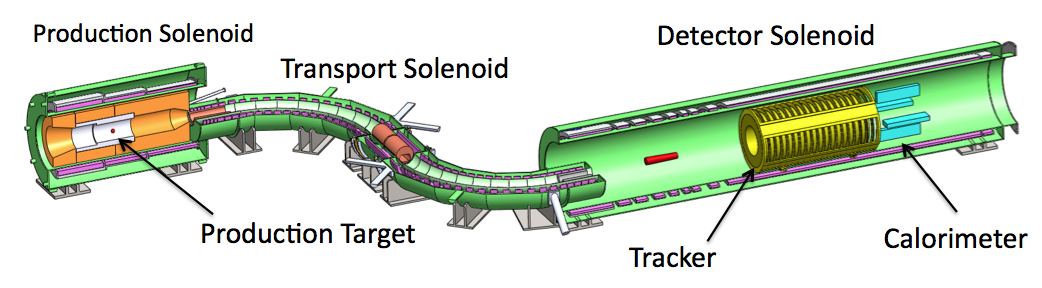 Production Solenoid
Transport Solenoid
Detector Solenoid
Production Target
Tracker
Calorimeter